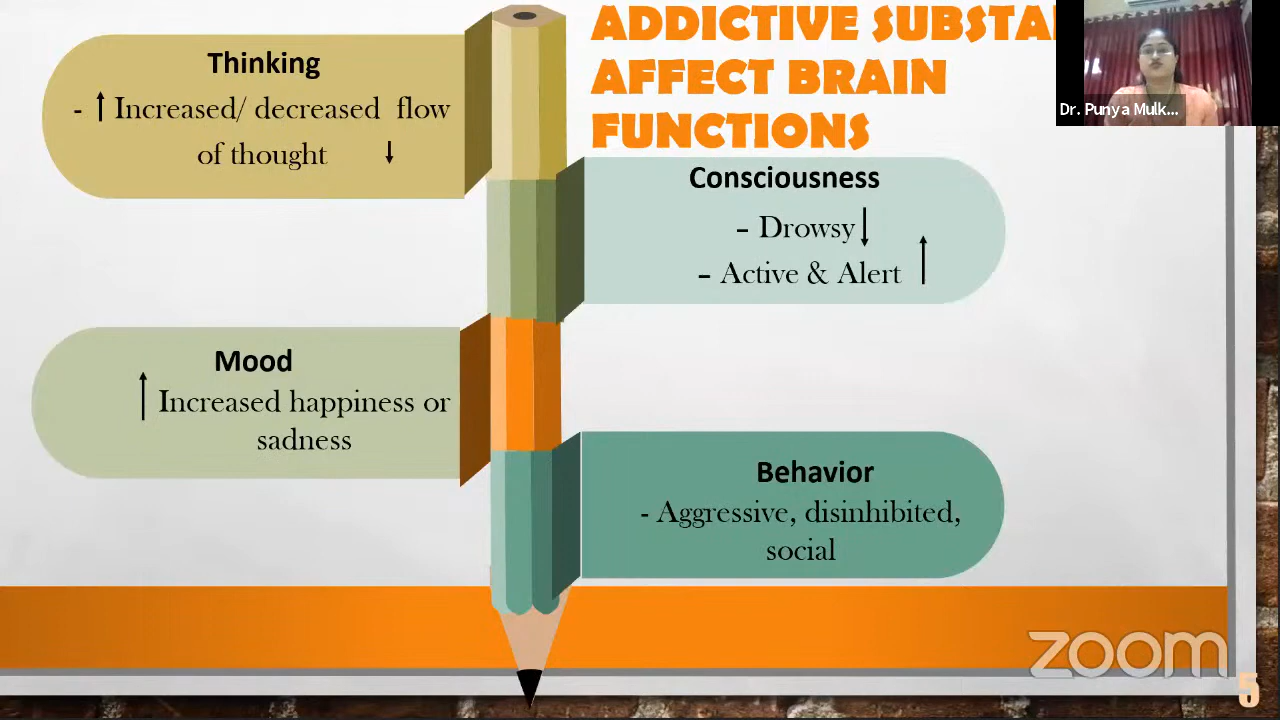 ADDICTIVE
AFFECT BRAIN
FUNCTIONS
Dr. Punya Mulk...
Thinking
- ↑ Increased/ decreased flow
of thought ↓
Consciousness
– Drowsy ↓
– Active & Alert ↑
Mood
↑ Increased happiness or
sadness
Behavior
- Aggressive, disinhibited,
social
zoom
5